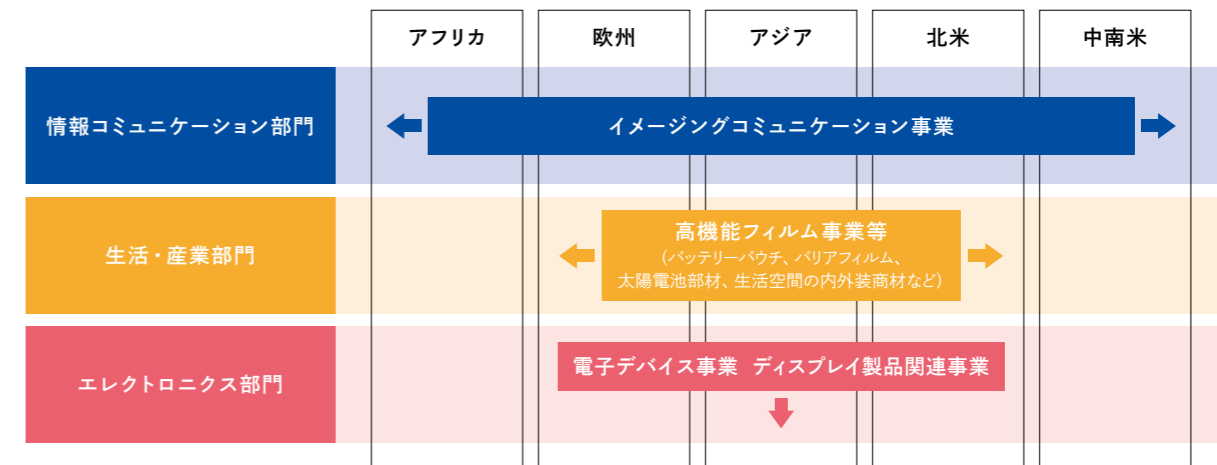 アフリカ
欧州
アジア
北米
中南米
情報コミュニケーション部門
イメージングコミュニケーション事業
生活・産業部門
高機能フィルム事業等
(バッテリーパウチ、バリアフィルム、
太陽電池部材、生活空間の内外装商材など)
エレクトロニクス部門
電子デバイス事業 ディスプレイ製品関連事業